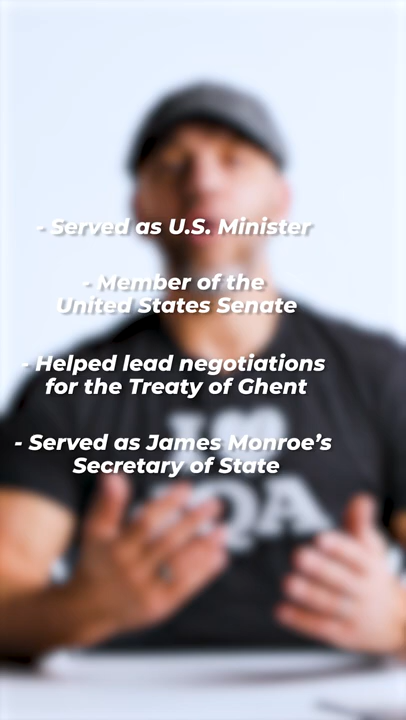 - Served as U.S. Minister
- Member of the
United States Senate
- Helped lead negotiations
for the Treaty of Ghent
- Served as James Monroe's
Secretary of State
I
JQA